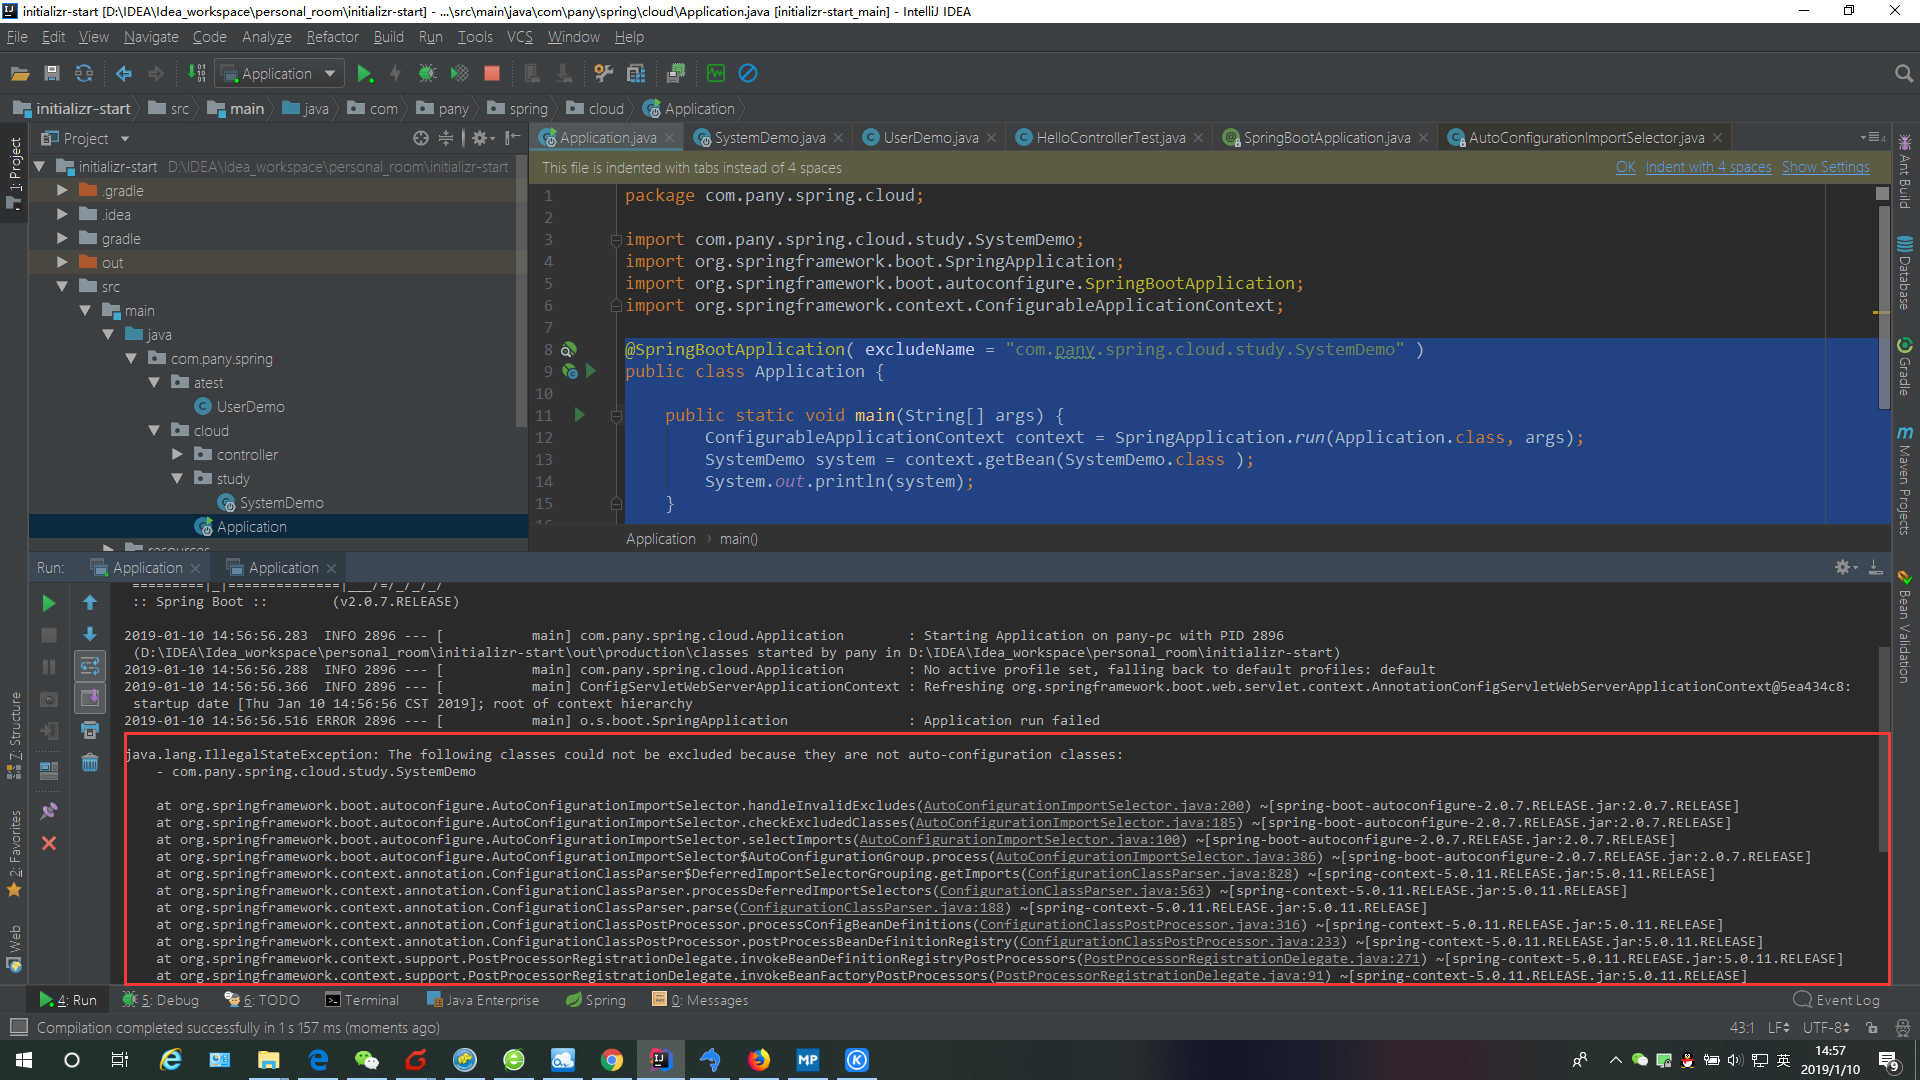 initializr-start [D:\IDEA\Idea_workspace\personal_room\initializr-start] - ...\src\main\java\com\pany\spring\cloud\Application.java [initializr-start_main] - IntelliJ IDEA
File Edit View Navigate Code Analyze Refactor Build Run Tools VCS Window Help
Application
initializr-start src main java com pany spring cloud Application
Project
Application.java SystemDemo.java UserDemo.java HelloControllerTest.java SpringBootApplication.java AutoConfigurationImportSelector.java
This file is indented with tabs instead of 4 spaces OK Indent with 4 spaces Show Settings
initializr-start D:\IDEA\Idea_workspace\personal_room\initializr-start
.gradle
.idea
gradle
out
src
main
java
com.pany.spring
atest
UserDemo
cloud
controller
study
SystemDemo
Application
resources
1 package com.pany.spring.cloud;
2
3 import com.pany.spring.cloud.study.SystemDemo;
4 import org.springframework.boot.SpringApplication;
5 import org.springframework.boot.autoconfigure.SpringBootApplication;
6 import org.springframework.context.ConfigurableApplicationContext;
7
8 @SpringBootApplication( excludeName = "com.pany.spring.cloud.study.SystemDemo" )
9 public class Application {
10
11 public static void main(String[] args) {
12 ConfigurableApplicationContext context = SpringApplication.run(Application.class, args);
13 SystemDemo system = context.getBean(SystemDemo.class );
14 System.out.println(system);
15 }
16
Application › main()
1: Project
Z: Structure
2: Favorites
Web
Ant Build
Database
Gradle
Maven Projects
Bean Validation
Run: Application Application
=========|_|==============|___/=/_/_/_/
:: Spring Boot :: (v2.0.7.RELEASE)
2019-01-10 14:56:56.283 INFO 2896 --- [ main] com.pany.spring.cloud.Application : Starting Application on pany-pc with PID 2896
(D:\IDEA\Idea_workspace\personal_room\initializr-start\out\production\classes started by pany in D:\IDEA\Idea_workspace\personal_room\initializr-start)
2019-01-10 14:56:56.288 INFO 2896 --- [ main] com.pany.spring.cloud.Application : No active profile set, falling back to default profiles: default
2019-01-10 14:56:56.366 INFO 2896 --- [ main] ConfigServletWebServerApplicationContext : Refreshing org.springframework.boot.web.servlet.context.AnnotationConfigServletWebServerApplicationContext@5ea434c8:
startup date [Thu Jan 10 14:56:56 CST 2019]; root of context hierarchy
2019-01-10 14:56:56.516 ERROR 2896 --- [ main] o.s.boot.SpringApplication : Application run failed
java.lang.IllegalStateException: The following classes could not be excluded because they are not auto-configuration classes:
- com.pany.spring.cloud.study.SystemDemo
at org.springframework.boot.autoconfigure.AutoConfigurationImportSelector.handleInvalidExcludes(AutoConfigurationImportSelector.java:200) ~[spring-boot-autoconfigure-2.0.7.RELEASE.jar:2.0.7.RELEASE]
at org.springframework.boot.autoconfigure.AutoConfigurationImportSelector.checkExcludedClasses(AutoConfigurationImportSelector.java:185) ~[spring-boot-autoconfigure-2.0.7.RELEASE.jar:2.0.7.RELEASE]
at org.springframework.boot.autoconfigure.AutoConfigurationImportSelector.selectImports(AutoConfigurationImportSelector.java:100) ~[spring-boot-autoconfigure-2.0.7.RELEASE.jar:2.0.7.RELEASE]
at org.springframework.boot.autoconfigure.AutoConfigurationImportSelector$AutoConfigurationGroup.process(AutoConfigurationImportSelector.java:386) ~[spring-boot-autoconfigure-2.0.7.RELEASE.jar:2.0.7.RELEASE]
at org.springframework.context.annotation.ConfigurationClassParser$DeferredImportSelectorGrouping.getImports(ConfigurationClassParser.java:828) ~[spring-context-5.0.11.RELEASE.jar:5.0.11.RELEASE]
at org.springframework.context.annotation.ConfigurationClassParser.processDeferredImportSelectors(ConfigurationClassParser.java:563) ~[spring-context-5.0.11.RELEASE.jar:5.0.11.RELEASE]
at org.springframework.context.annotation.ConfigurationClassParser.parse(ConfigurationClassParser.java:188) ~[spring-context-5.0.11.RELEASE.jar:5.0.11.RELEASE]
at org.springframework.context.annotation.ConfigurationClassPostProcessor.processConfigBeanDefinitions(ConfigurationClassPostProcessor.java:316) ~[spring-context-5.0.11.RELEASE.jar:5.0.11.RELEASE]
at org.springframework.context.annotation.ConfigurationClassPostProcessor.postProcessBeanDefinitionRegistry(ConfigurationClassPostProcessor.java:233) ~[spring-context-5.0.11.RELEASE.jar:5.0.11.RELEASE]
at org.springframework.context.support.PostProcessorRegistrationDelegate.invokeBeanDefinitionRegistryPostProcessors(PostProcessorRegistrationDelegate.java:271) ~[spring-context-5.0.11.RELEASE.jar:5.0.11.RELEASE]
at org.springframework.context.support.PostProcessorRegistrationDelegate.invokeBeanFactoryPostProcessors(PostProcessorRegistrationDelegate.java:91) ~[spring-context-5.0.11.RELEASE.jar:5.0.11.RELEASE]
4: Run 5: Debug 6: TODO Terminal Java Enterprise Spring 0: Messages Event Log
Compilation completed successfully in 1 s 157 ms (moments ago) 43:1 LF UTF-8
MP 英 14:57
2019/1/10
9